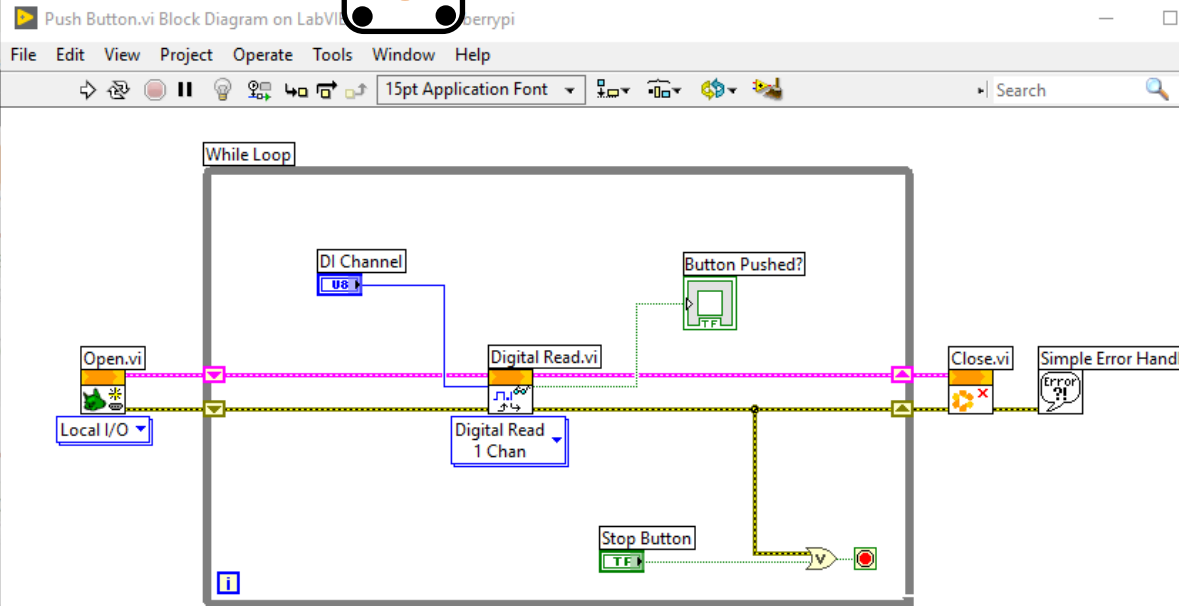 Push Button.vi Block Diagram on LabVIE berrypi
File Edit View Project Operate Tools Window Help
15pt Application Font
Search
While Loop
DI Channel
U8
Button Pushed?
TF
Open.vi
Digital Read.vi
Close.vi
Simple Error Handl
Error
?!
Local I/O
Digital Read
1 Chan
Stop Button
TF
V
i